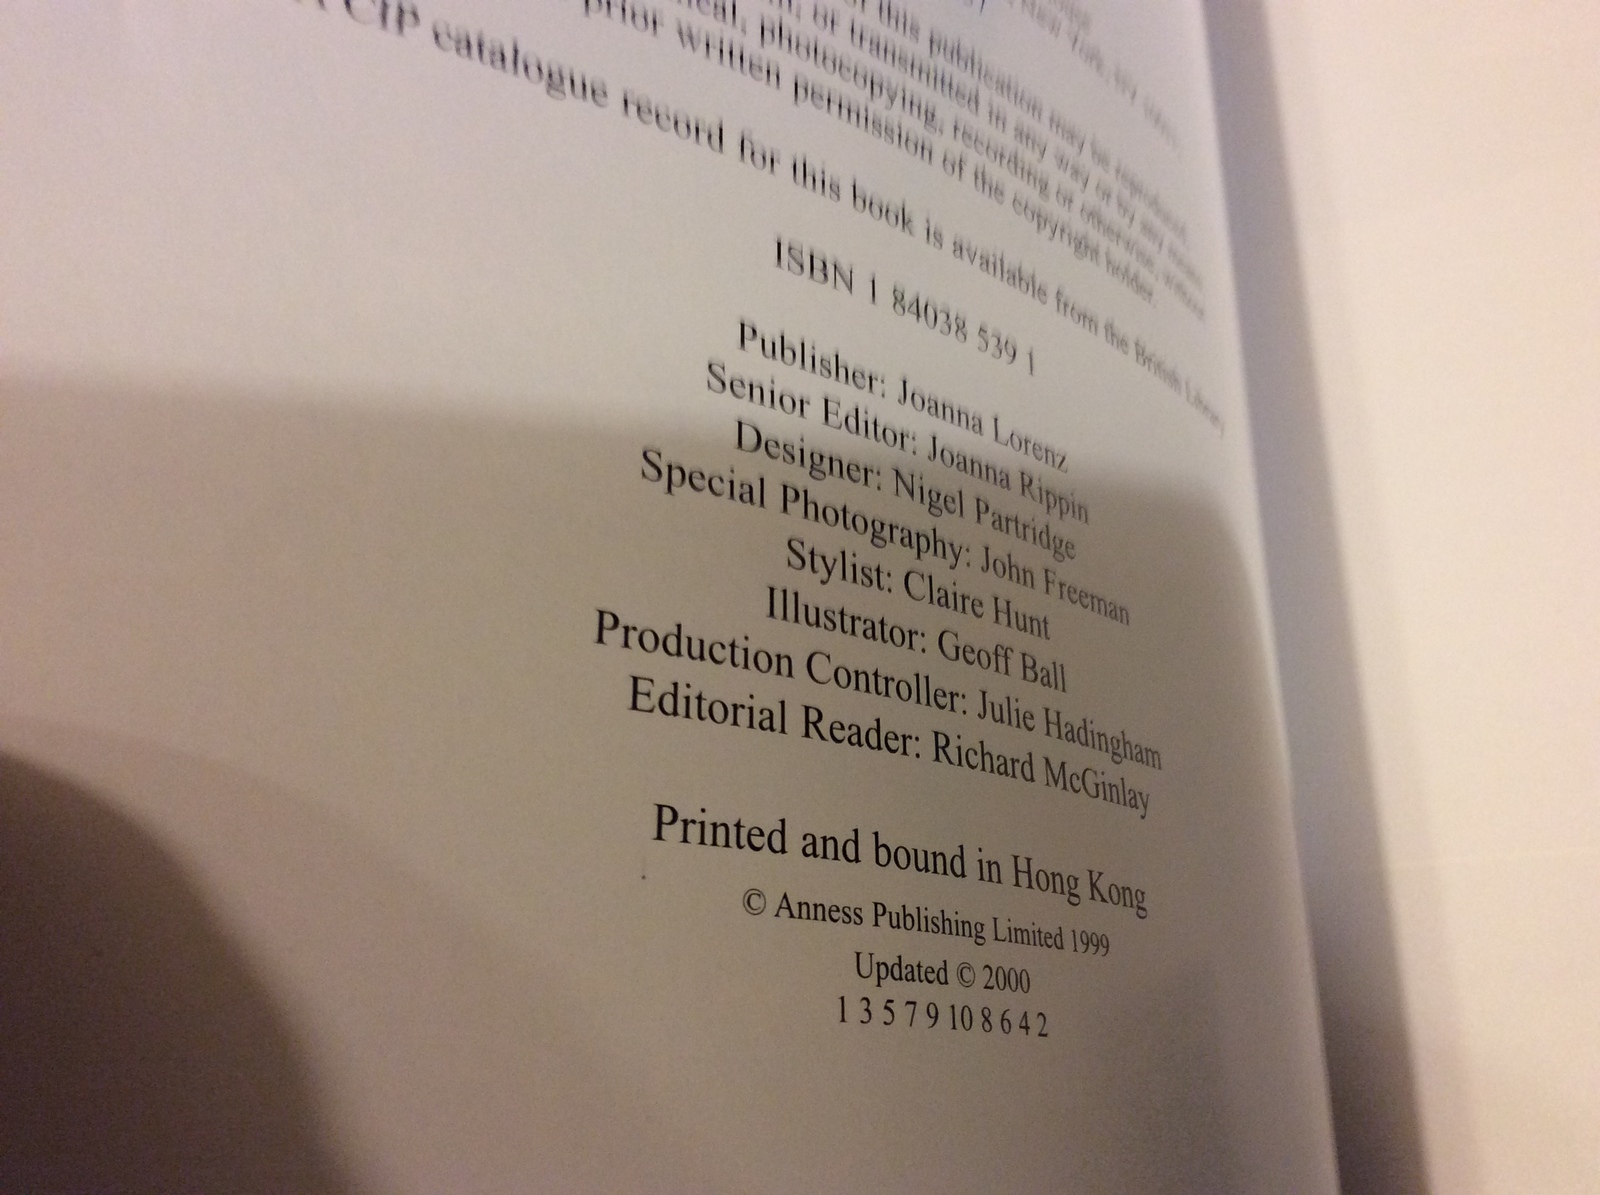 New York, NY
this publication may be reproduced,
or transmitted in any way or by any means,
photocopying, recording or otherwise, without
prior written permission of the copyright holder.
A CIP catalogue record for this book is available from the British Library
ISBN 1 84038 539 1
Publisher: Joanna Lorenz
Senior Editor: Joanna Rippin
Designer: Nigel Partridge
Special Photography: John Freeman
Stylist: Claire Hunt
Illustrator: Geoff Ball
Production Controller: Julie Hadingham
Editorial Reader: Richard McGinlay
Printed and bound in Hong Kong
© Anness Publishing Limited 1999
Updated © 2000
1 3 5 7 9 10 8 6 4 2